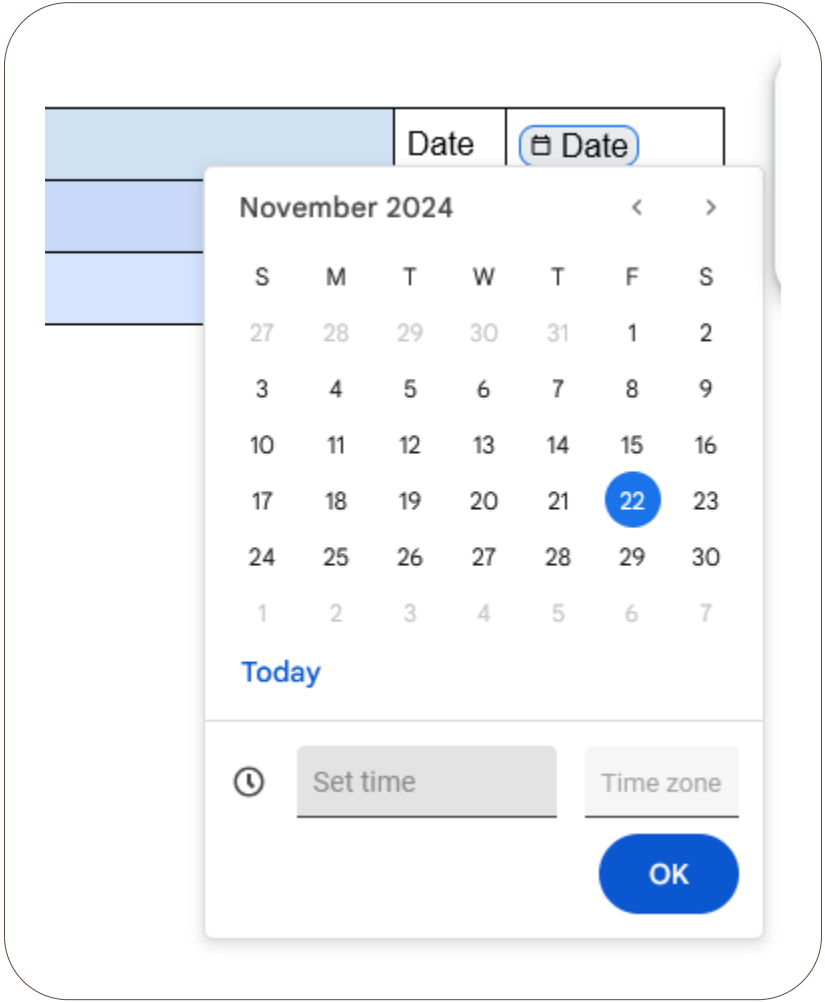 Date Date
November 2024
S M T W T F S
27 28 29 30 31 1 2
3 4 5 6 7 8 9
10 11 12 13 14 15 16
17 18 19 20 21 22 23
24 25 26 27 28 29 30
1 2 3 4 5 6 7
Today
Set time Time zone
OK